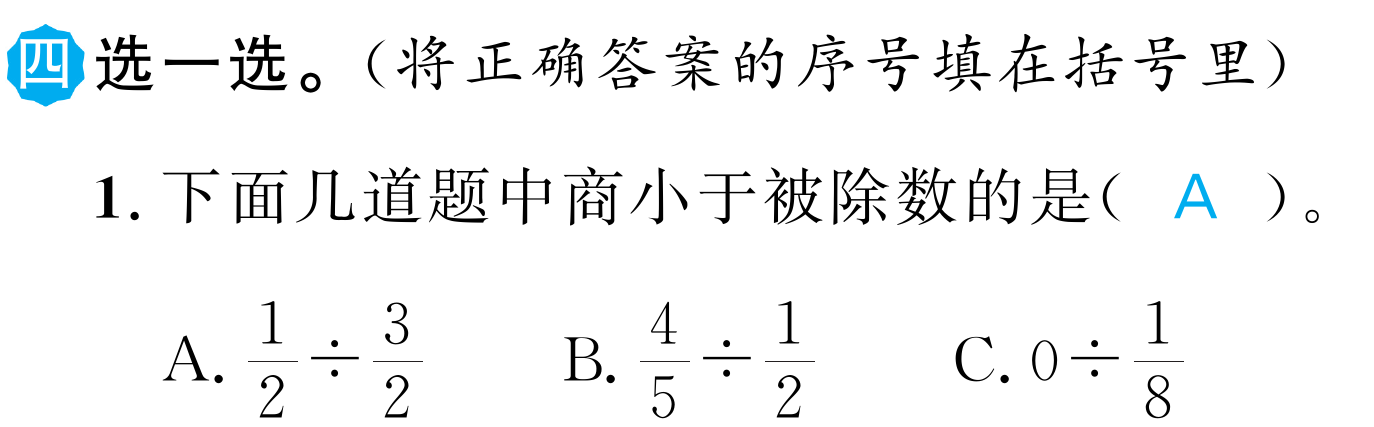 四 选一选。(将正确答案的序号填在括号里)
1. 下面几道题中商小于被除数的是( A )。
A. 1/2 ÷ 3/2 B. 4/5 ÷ 1/2 C. 0 ÷ 1/8